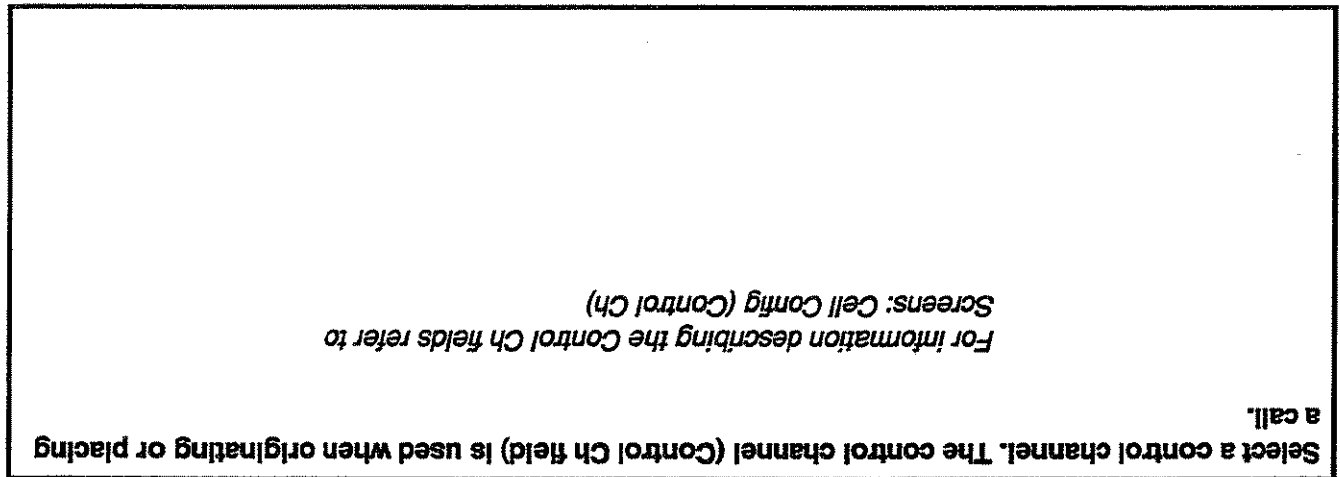 Select a control channel. The control channel (Control Ch field) is used when originating or placing
a call.
For information describing the Control Ch fields refer to
Screens: Cell Config (Control Ch)